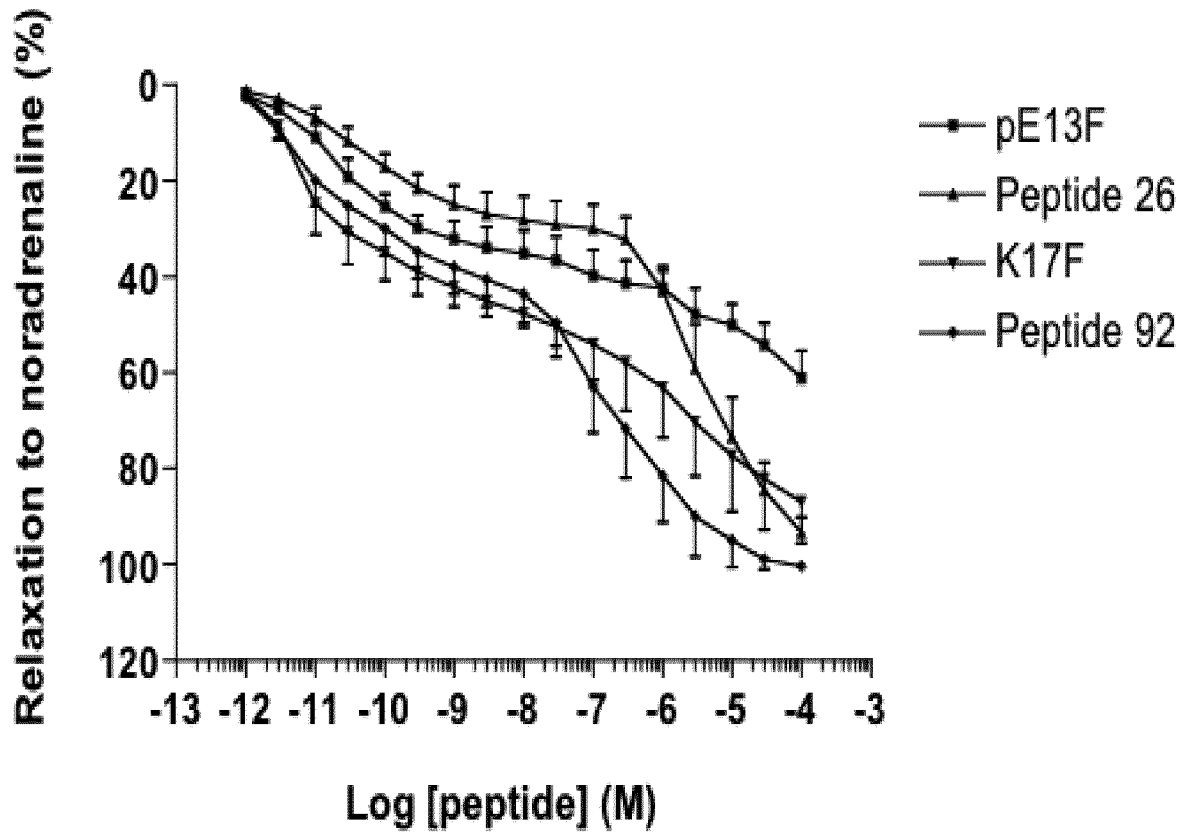 Relaxation to noradrenaline (%)
0
20
40
60
80
100
120
-13 -12 -11 -10 -9 -8 -7 -6 -5 -4 -3
Log [peptide] (M)
pE13F
Peptide 26
K17F
Peptide 92